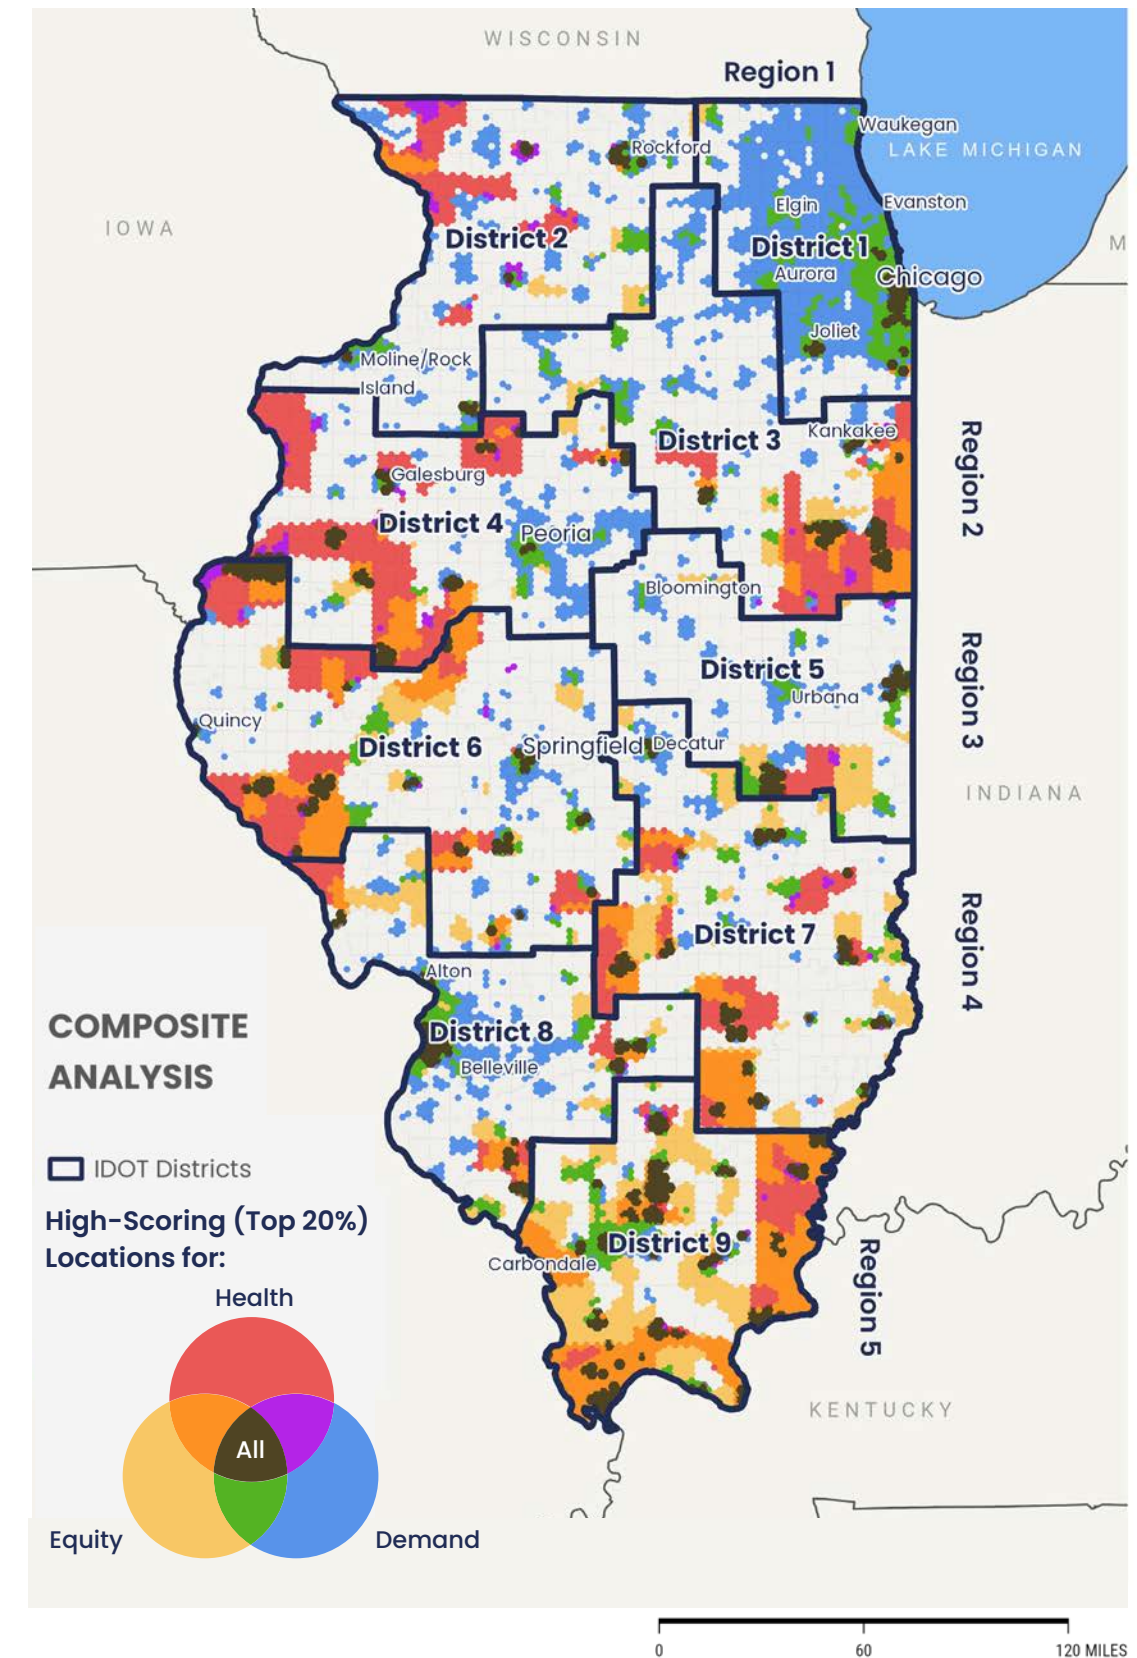 WISCONSIN
Region 1
Waukegan
LAKE MICHIGAN
Rockford
IOWA
Elgin
Evanston
District 2
District 1
M
Aurora
Chicago
Joliet
Moline/Rock
Island
District 3
Kankakee
Region 2
Galesburg
District 4
Peoria
Bloomington
District 5
Urbana
Region 3
Quincy
District 6
Springfield
Decatur
INDIANA
District 7
Region 4
Alton
District 8
Belleville
COMPOSITE
ANALYSIS
IDOT Districts
High-Scoring (Top 20%)
Locations for:
District 9
Carbondale
Region 5
Health
All
Equity
Demand
KENTUCKY
0 60 120 MILES